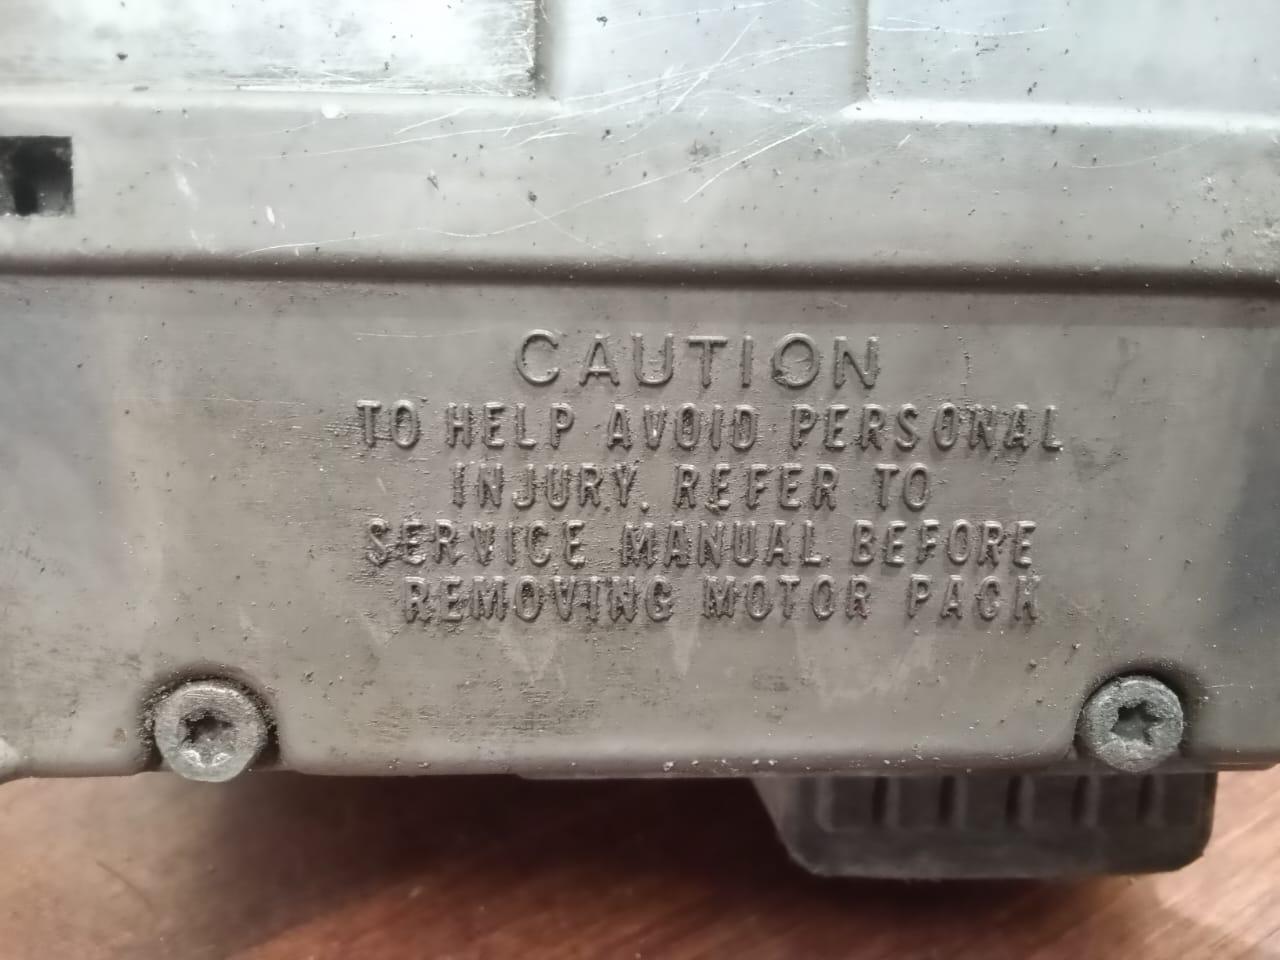 CAUTION
TO HELP AVOID PERSONAL
INJURY. REFER TO
SERVICE MANUAL BEFORE
REMOVING MOTOR PACK